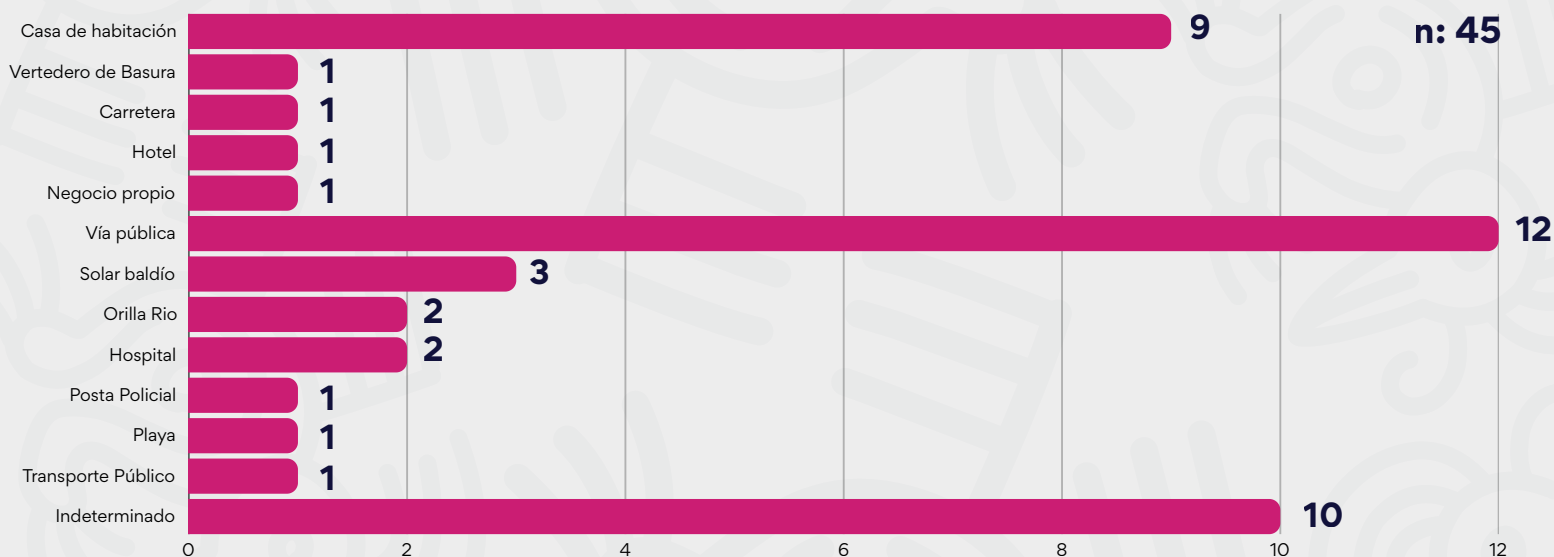 Casa de habitación 9 n: 45
Vertedero de Basura 1
Carretera 1
Hotel 1
Negocio propio 1
Vía pública 12
Solar baldío 3
Orilla Rio 2
Hospital 2
Posta Policial 1
Playa 1
Transporte Público 1
Indeterminado 10
0 2 4 6 8 10 12